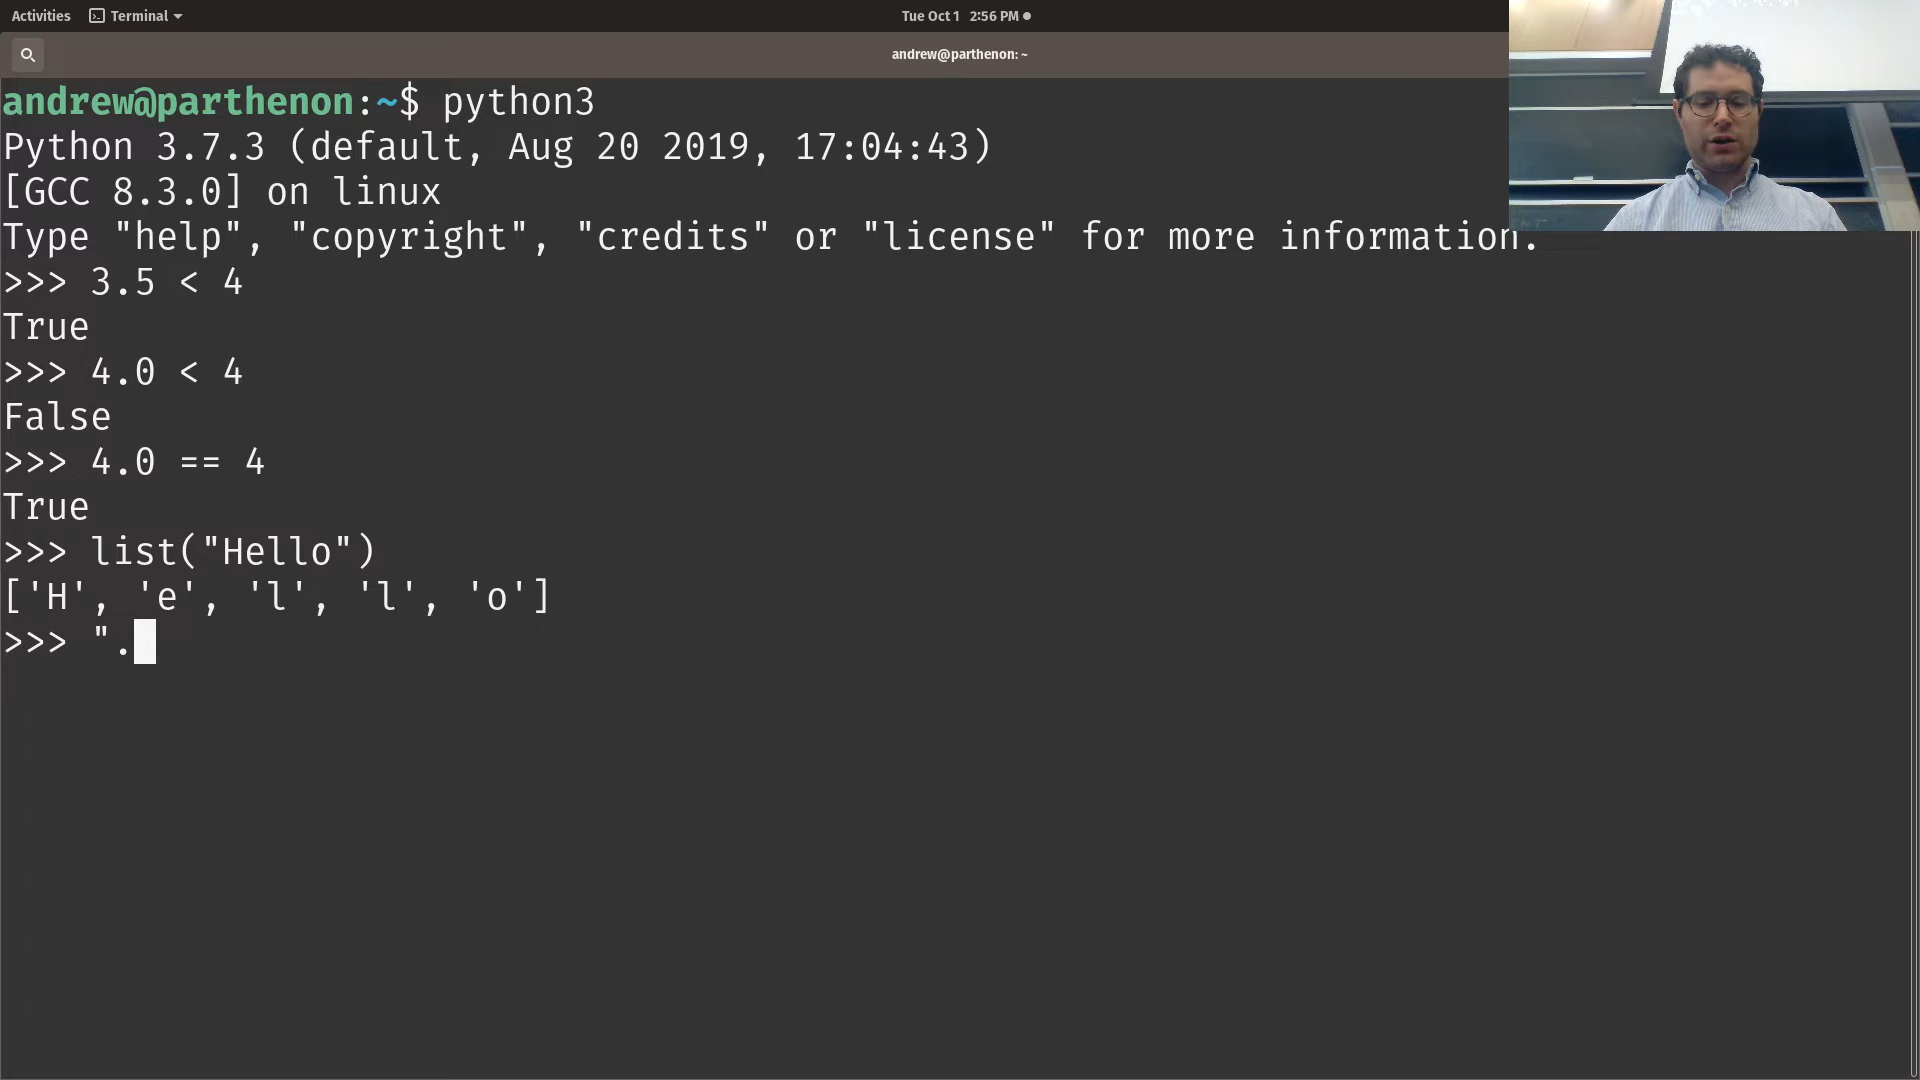 Activities Terminal Tue Oct 1 2:56 PM
andrew@parthenon: ~
andrew@parthenon:~$ python3
Python 3.7.3 (default, Aug 20 2019, 17:04:43)
[GCC 8.3.0] on linux
Type "help", "copyright", "credits" or "license" for more information.
>>> 3.5 < 4
True
>>> 4.0 < 4
False
>>> 4.0 == 4
True
>>> list("Hello")
['H', 'e', 'l', 'l', 'o']
>>> ".